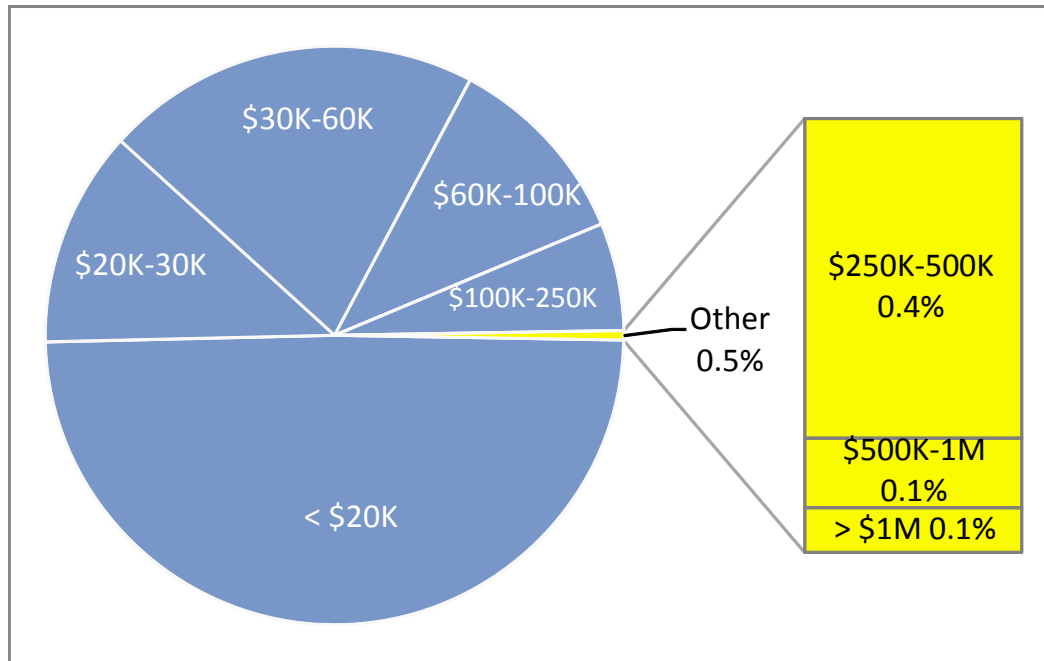 $30K-60K
$60K-100K
$20K-30K
$100K-250K
< $20K
Other
0.5%
$250K-500K
0.4%
$500K-1M
0.1%
> $1M 0.1%